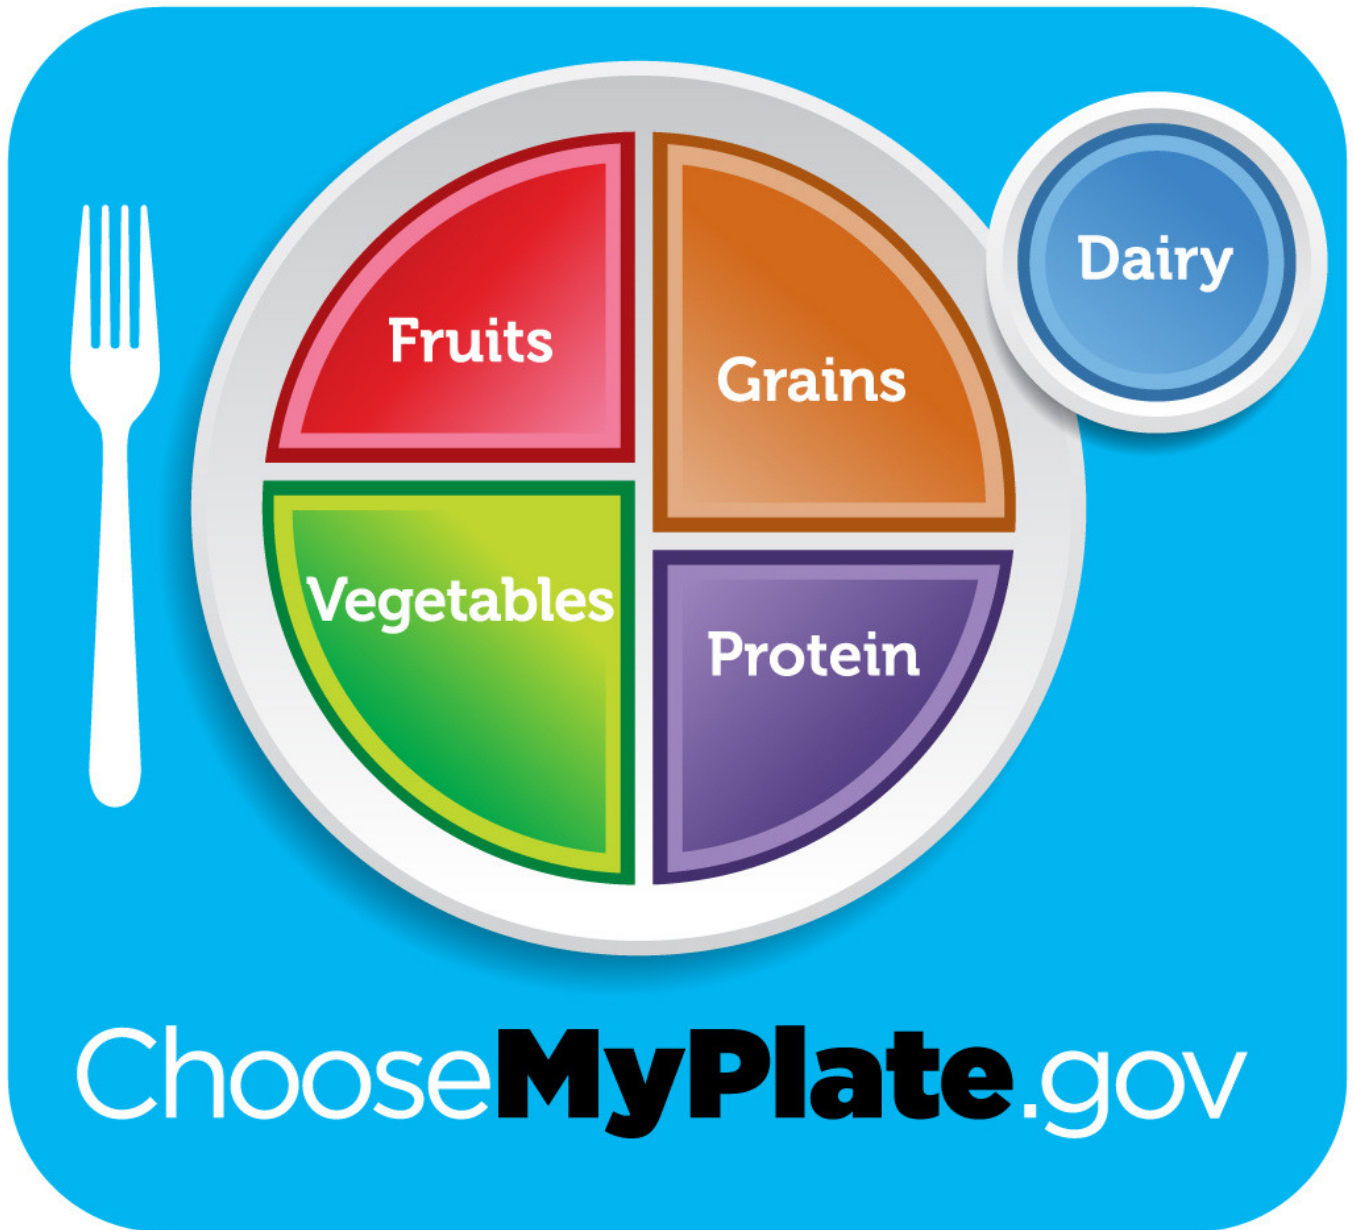 Fruits
Grains
Dairy
Vegetables
Protein
ChooseMyPlate.gov